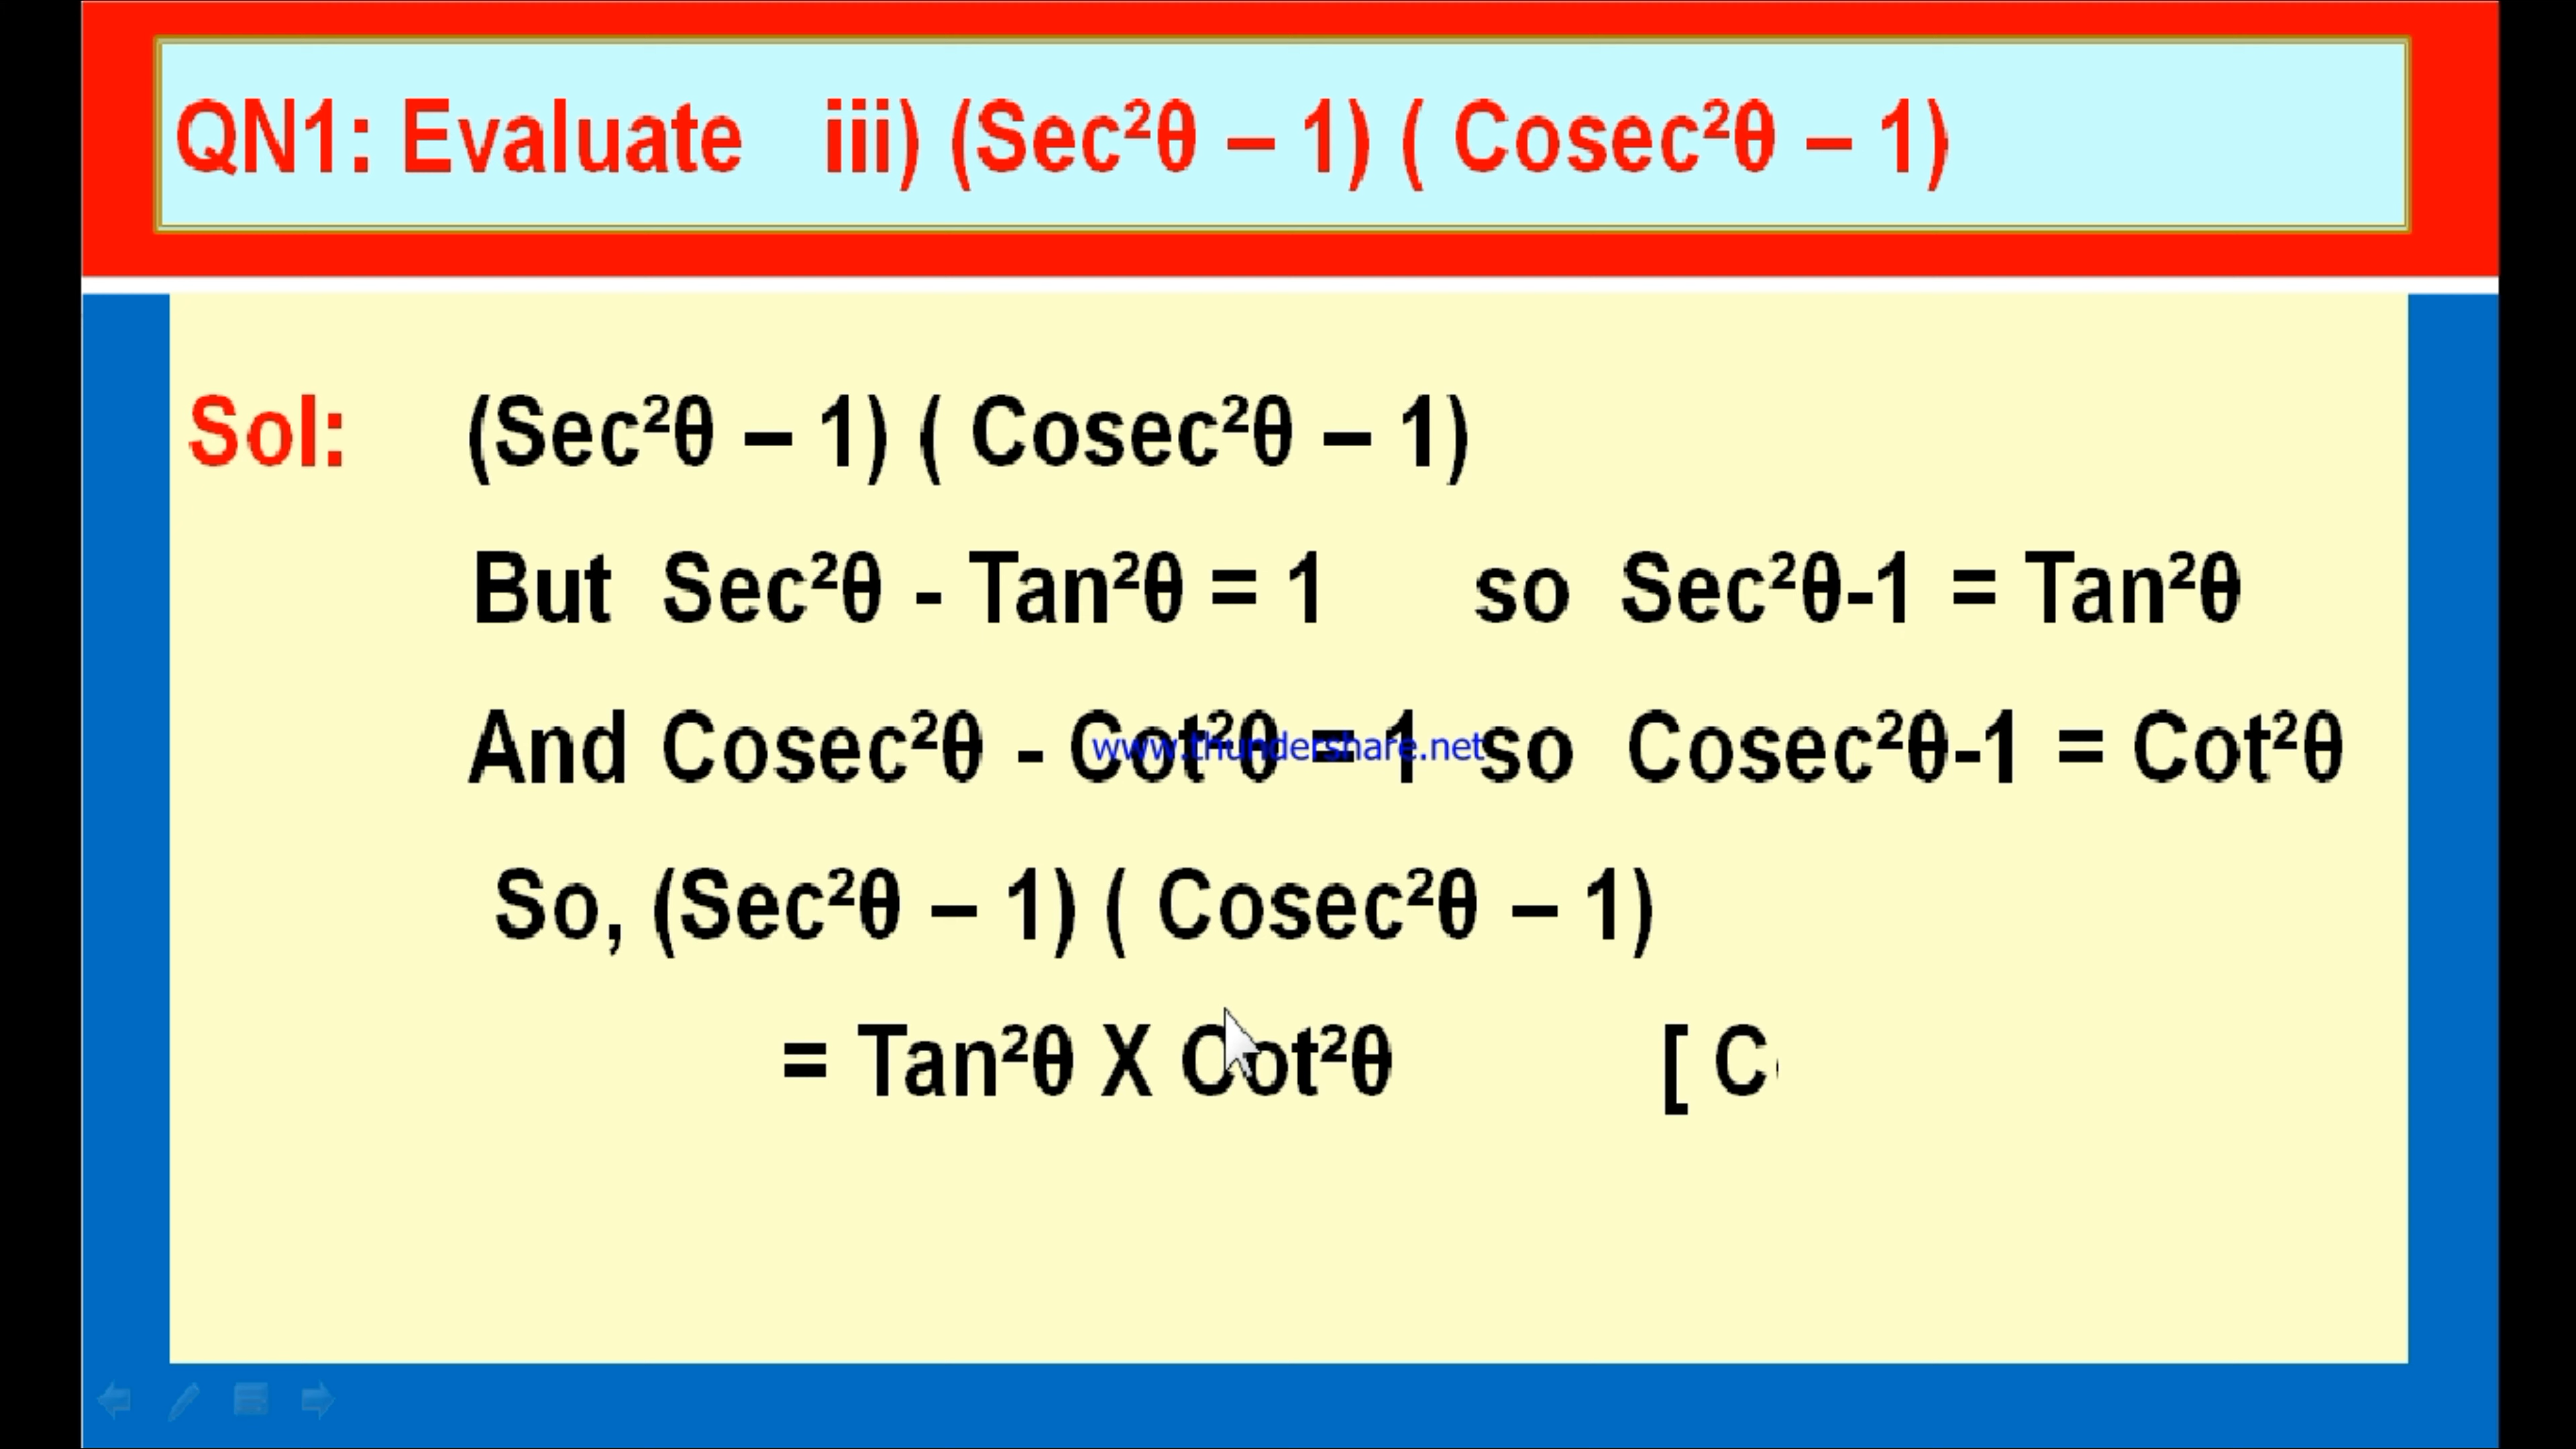 QN1: Evaluate iii) (Sec²θ – 1) ( Cosec²θ – 1)
Sol: (Sec²θ – 1) ( Cosec²θ – 1)
But Sec²θ - Tan²θ = 1 so Sec²θ-1 = Tan²θ
And Cosec²θ - Cot²θ = 1 so Cosec²θ-1 = Cot²θ
www.thundershare.net
So, (Sec²θ – 1) ( Cosec²θ – 1)
= Tan²θ X Cot²θ [ C